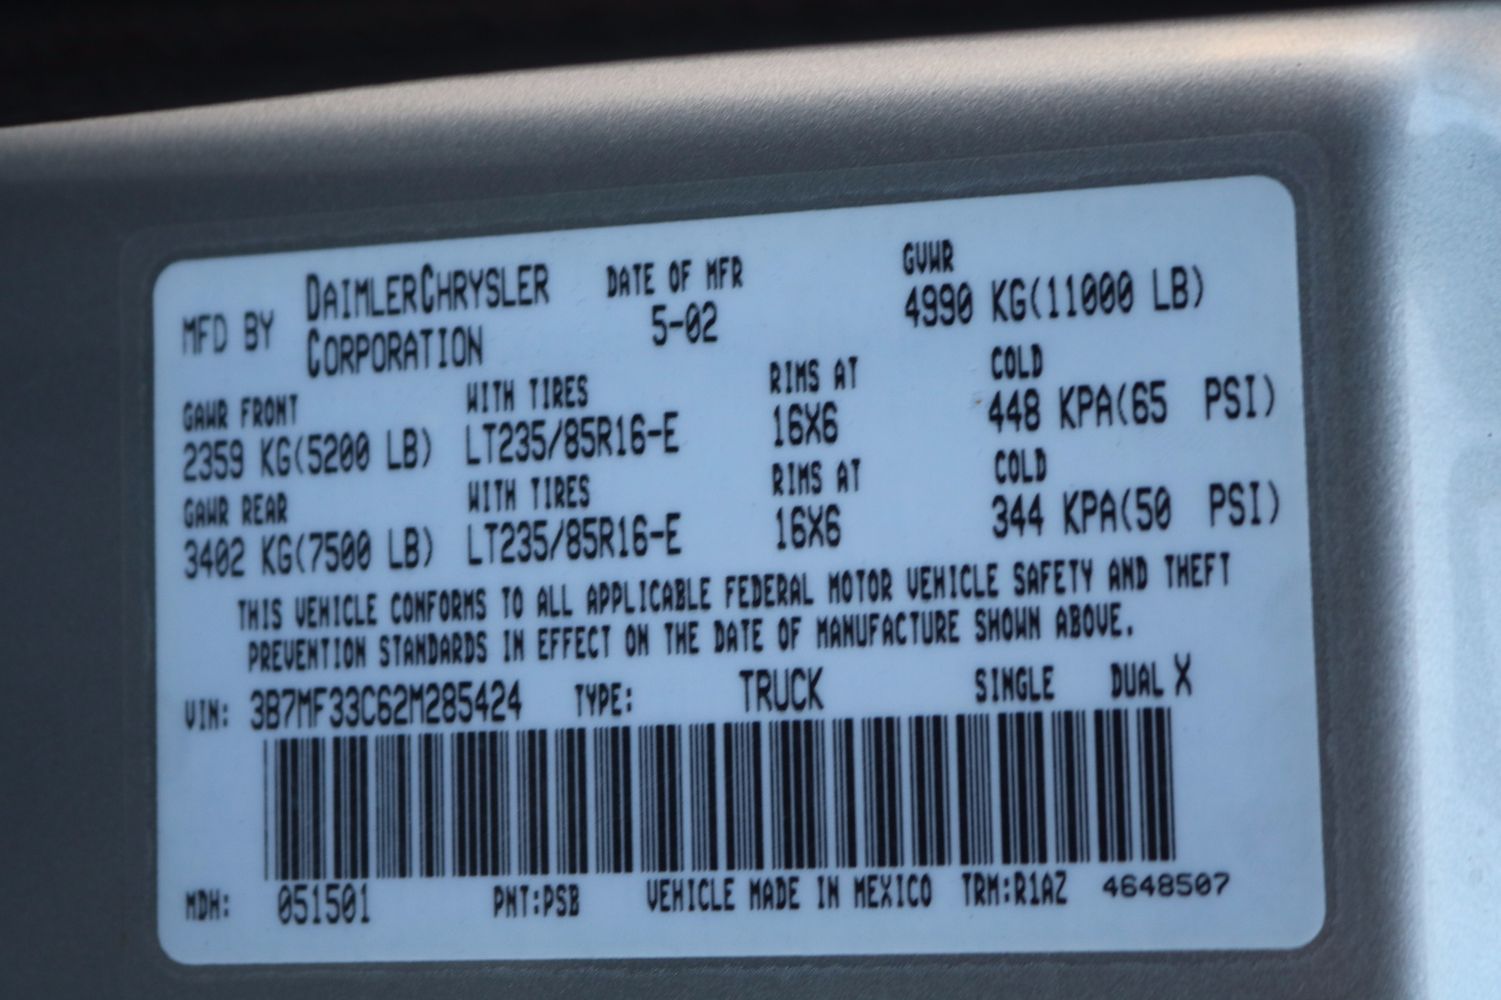 MFD BY DAIMLERCHRYSLER CORPORATION DATE OF MFR 5-02 GVWR 4990 KG(11000 LB)
GAWR FRONT WITH TIRES RIMS AT COLD
2359 KG(5200 LB) LT235/85R16-E 16X6 448 KPA(65 PSI)
GAWR REAR WITH TIRES RIMS AT COLD
3402 KG(7500 LB) LT235/85R16-E 16X6 344 KPA(50 PSI)
THIS VEHICLE CONFORMS TO ALL APPLICABLE FEDERAL MOTOR VEHICLE SAFETY AND THEFT
PREVENTION STANDARDS IN EFFECT ON THE DATE OF MANUFACTURE SHOWN ABOVE.
VIN: 3B7MF33C62M285424 TYPE: TRUCK SINGLE DUAL X
MDH: 051501 PNT:PSB VEHICLE MADE IN MEXICO TRM:R1AZ 4648507